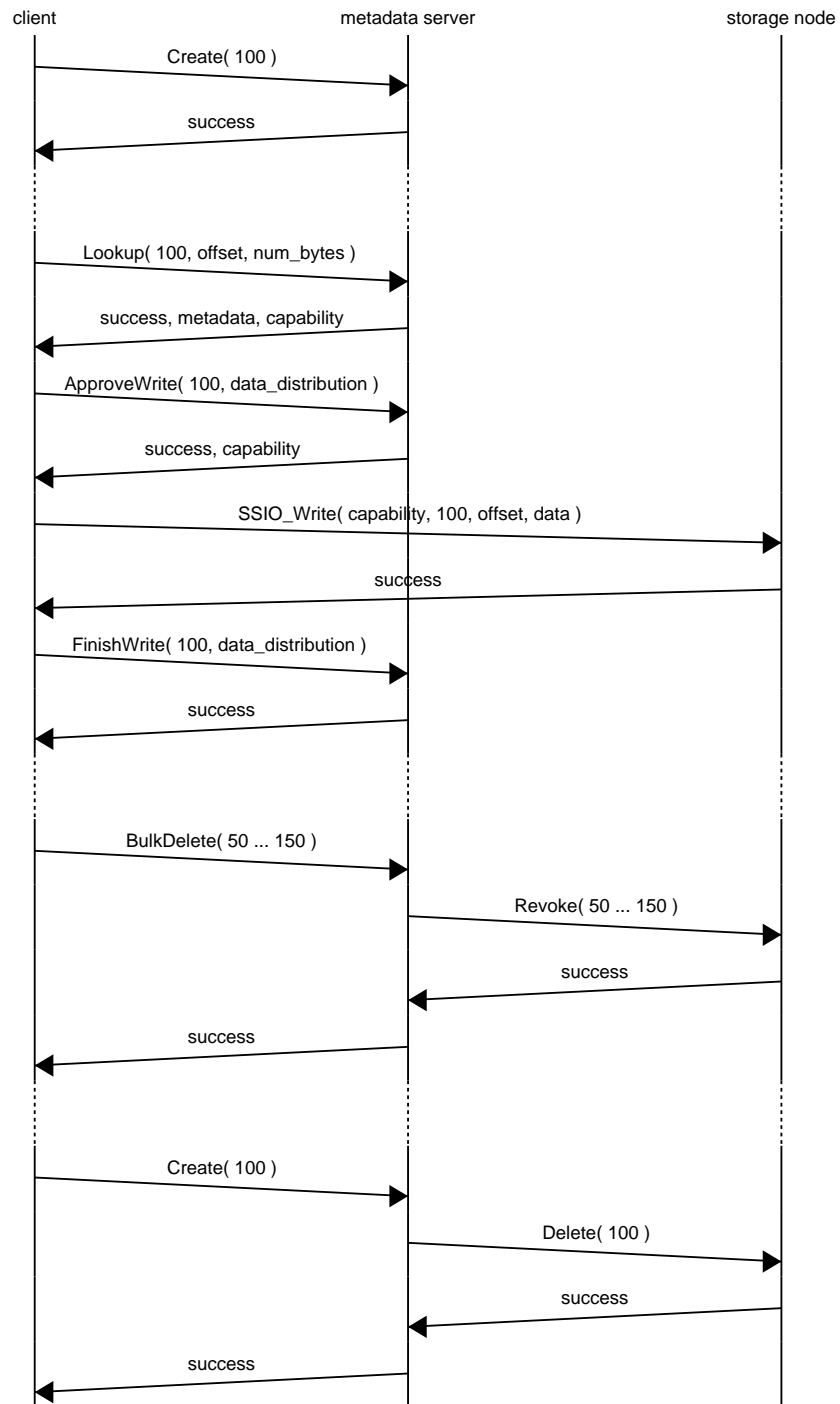 client
metadata server
storage node
Create( 100 )
success
Lookup( 100, offset, num_bytes )
success, metadata, capability
ApproveWrite( 100, data_distribution )
success, capability
SSIO_Write( capability, 100, offset, data )
success
FinishWrite( 100, data_distribution )
success
BulkDelete( 50 ... 150 )
Revoke( 50 ... 150 )
success
success
Create( 100 )
Delete( 100 )
success
success